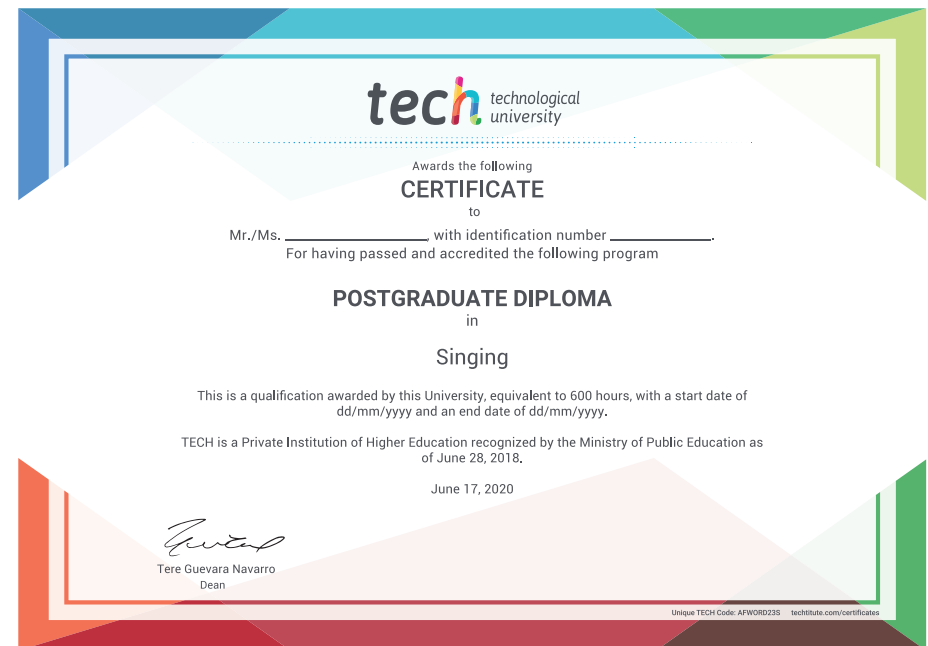 tech technological
university
Awards the following
CERTIFICATE
to
Mr./Ms. ____________________, with identification number ______________.
For having passed and accredited the following program
POSTGRADUATE DIPLOMA
in
Singing
This is a qualification awarded by this University, equivalent to 600 hours, with a start date of
dd/mm/yyyy and an end date of dd/mm/yyyy.
TECH is a Private Institution of Higher Education recognized by the Ministry of Public Education as
of June 28, 2018.
June 17, 2020
Tere Guevara Navarro
Dean
Unique TECH Code: AFWORD23S techtitute.com/certificates